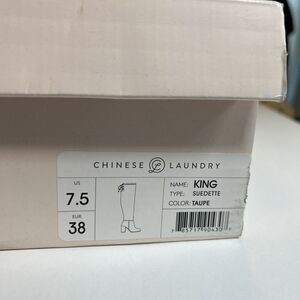 CHINESE LAUNDRY
US
7.5
EUR
38
NAME: KING
TYPE: SUEDETTE
COLOR: TAUPE